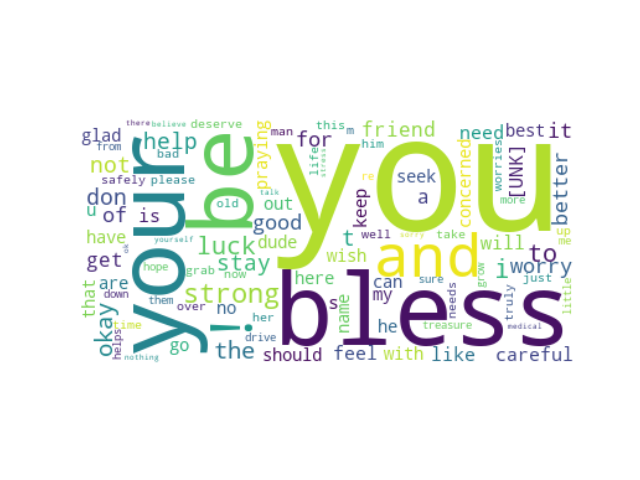 there believe deserve man this m friend need best it
glad from help praying for him
not bad your be you life stress concerned worries [UNK] better
safely please re seek more
don u old keep a
of is good out well talk sorry take up
have luck dude t wish will me to
get stay here i worry
that are yourself ok hope grab now can sure grow just
down them strong s my needs truly little
okay time over no her name he treasure medical
helps go ! the drive should feel with like careful
nothing and bless